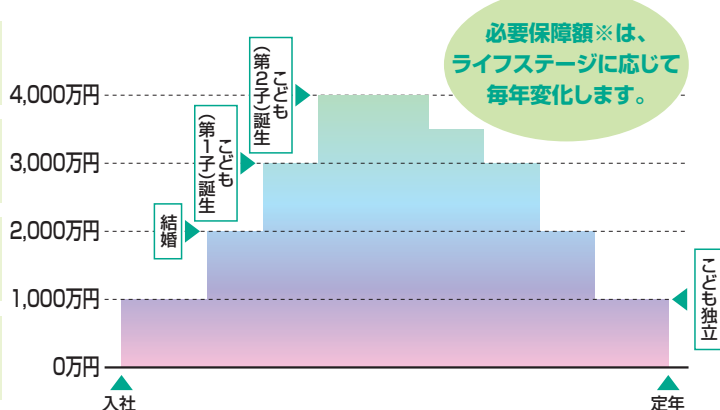 必要保障額※は、
ライフステージに応じて
毎年変化します。
4,000万円
3,000万円
2,000万円
1,000万円
0万円
結婚
こども
（第1子）誕生
こども
（第2子）誕生
こども独立
入社
定年